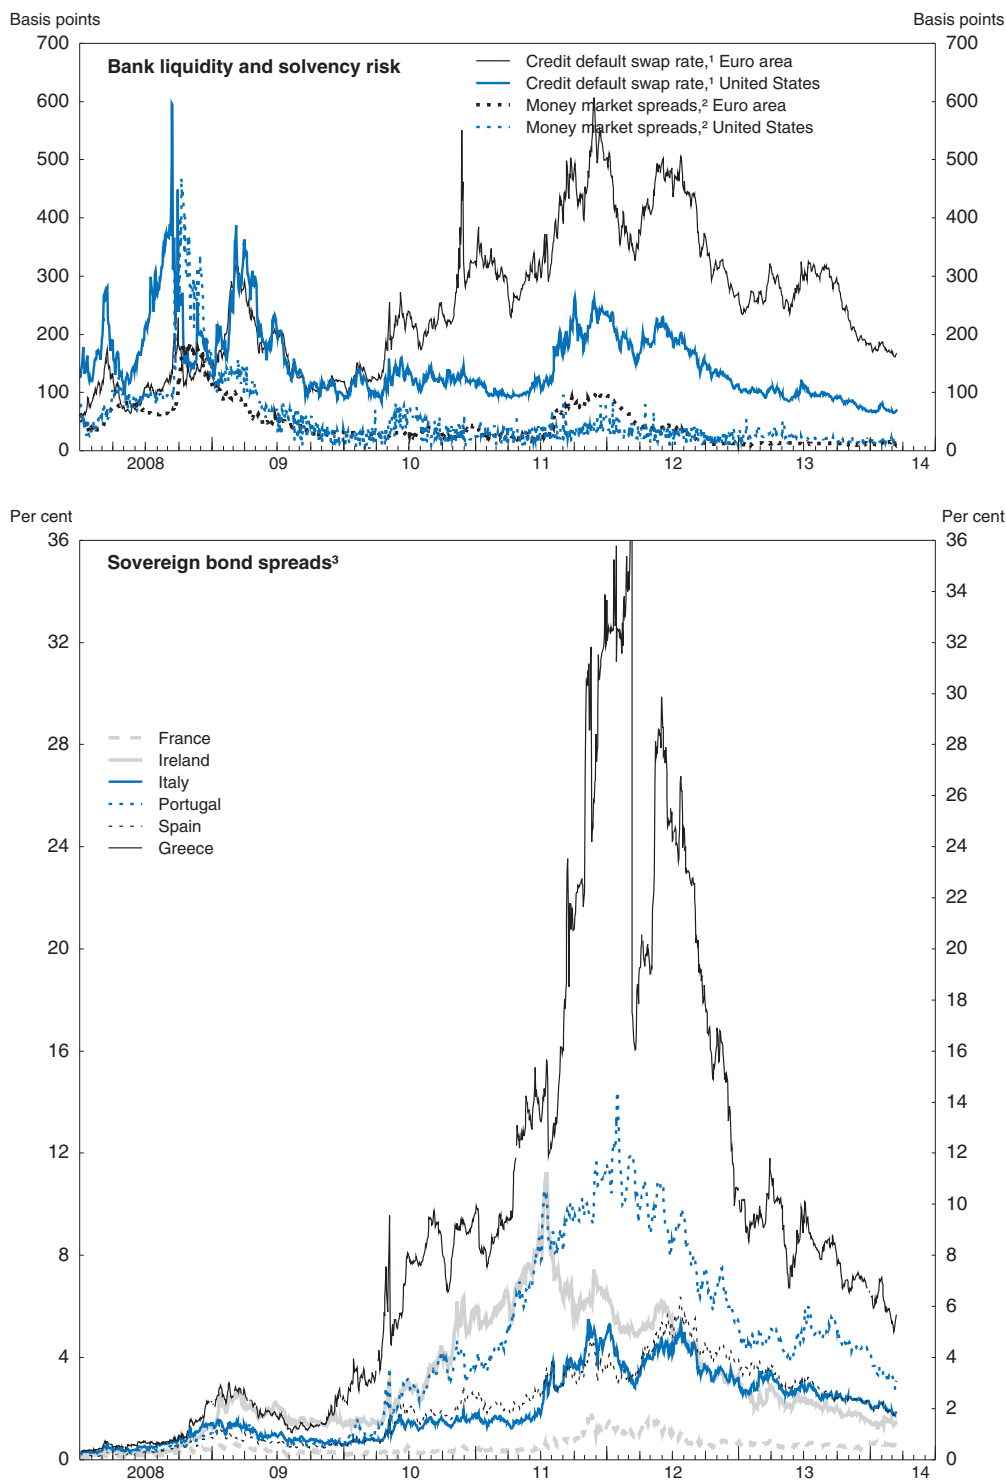 Basis points Basis points
700 700
Bank liquidity and solvency risk
Credit default swap rate,¹ Euro area
Credit default swap rate,¹ United States
Money market spreads,² Euro area
Money market spreads,² United States
600 600
500 500
400 400
300 300
200 200
100 100
0 0
2008 09 10 11 12 13 14
Per cent Per cent
36 36
Sovereign bond spreads³
34
32 32
30
France
Ireland
Italy
Portugal
Spain
Greece
28 28
26
24 24
22
20 20
18
16 16
14
12 12
10
8 8
6
4 4
2
0 0
2008 09 10 11 12 13 14